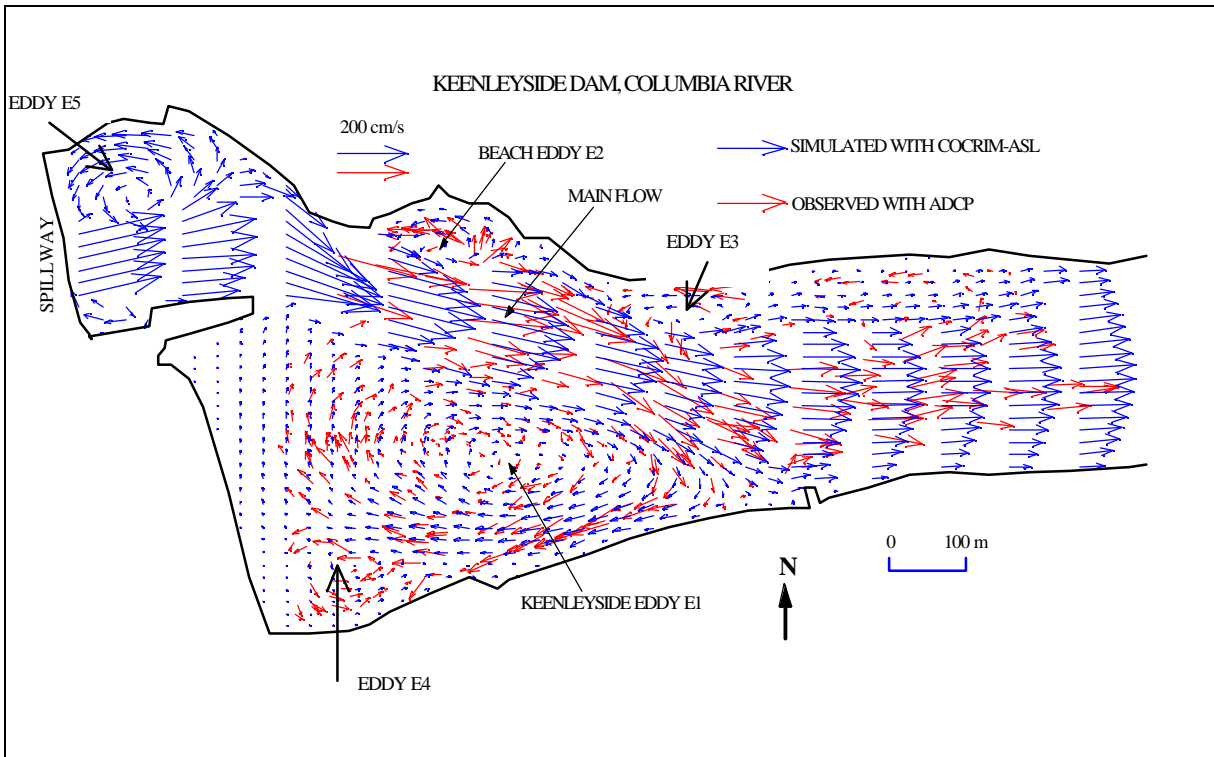 KEENLEYSIDE DAM, COLUMBIA RIVER
EDDY E5
200 cm/s
BEACH EDDY E2
SIMULATED WITH COCRIM-ASL
MAIN FLOW
OBSERVED WITH ADCP
EDDY E3
SPILLWAY
0 100 m
N
KEENLEYSIDE EDDY E1
EDDY E4